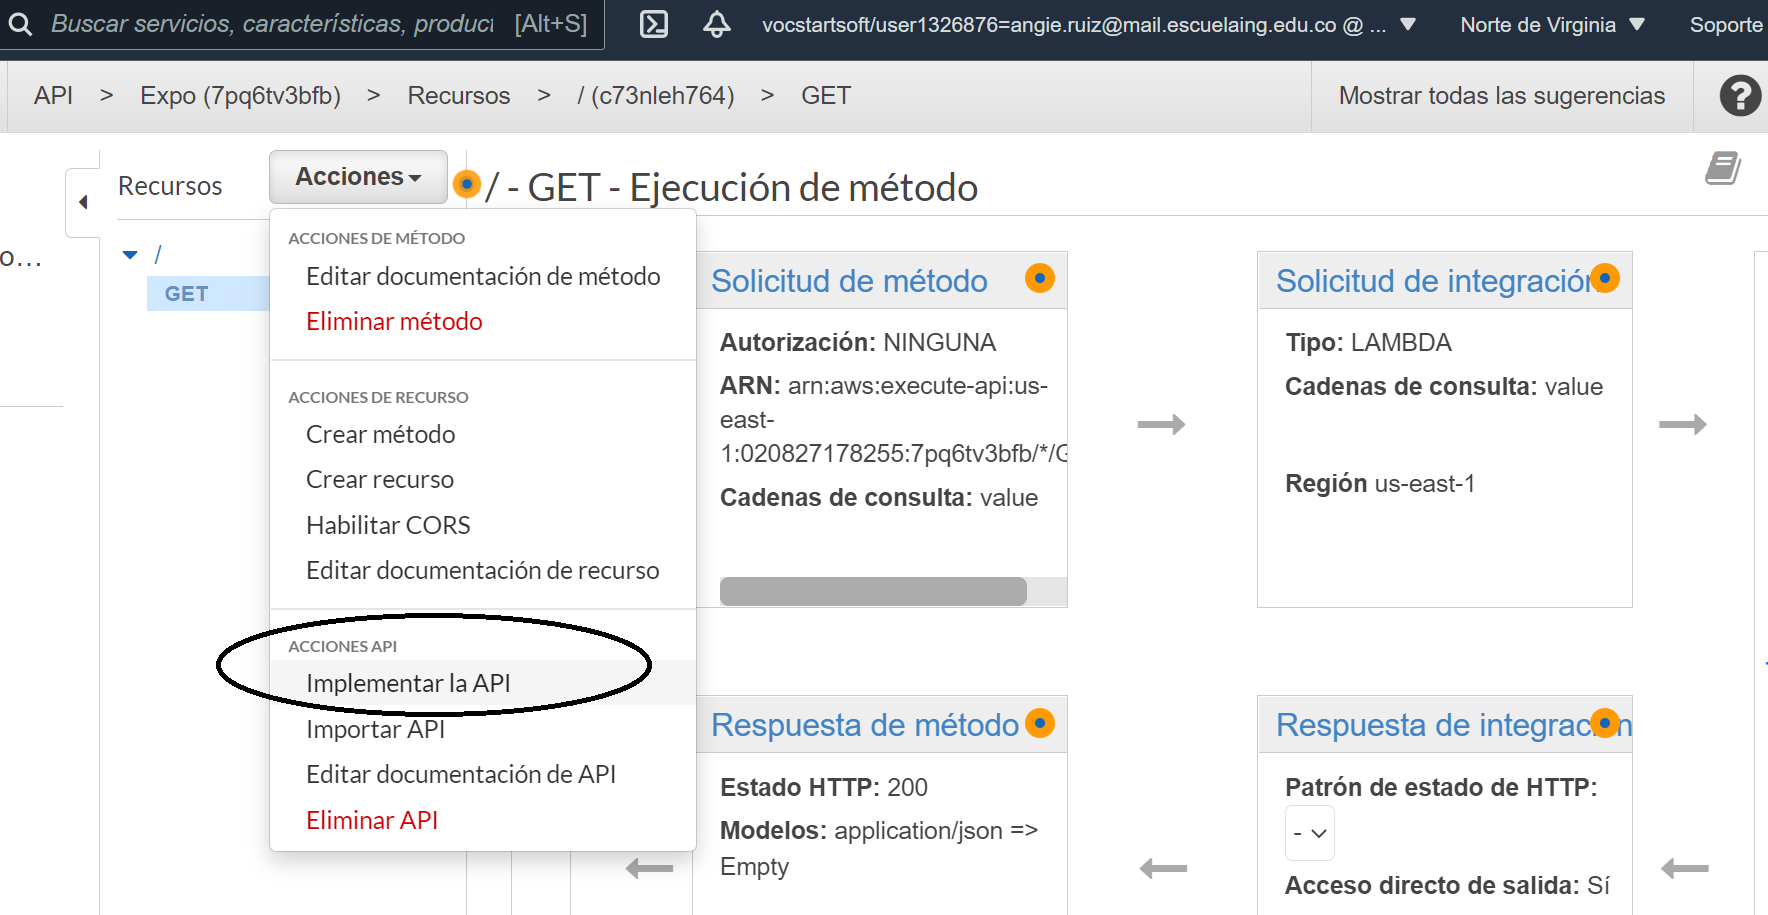 Buscar servicios, características, product [Alt+S]
vocstartsoft/user1326876=angie.ruiz@mail.escuelaing.edu.co @ ...
Norte de Virginia
Soporte
API > Expo (7pq6tv3bfb) > Recursos > / (c73nleh764) > GET
Mostrar todas las sugerencias
?
o...
Recursos
Acciones
/ - GET - Ejecución de método
/
GET
ACCIONES DE MÉTODO
Editar documentación de método
Eliminar método
ACCIONES DE RECURSO
Crear método
Crear recurso
Habilitar CORS
Editar documentación de recurso
ACCIONES API
Implementar la API
Importar API
Editar documentación de API
Eliminar API
Solicitud de método
Autorización: NINGUNA
ARN: arn:aws:execute-api:us-
east-
1:020827178255:7pq6tv3bfb/*/G
Cadenas de consulta: value
Solicitud de integración
Tipo: LAMBDA
Cadenas de consulta: value
Región us-east-1
Respuesta de método
Estado HTTP: 200
Modelos: application/json =>
Empty
Respuesta de integración
Patrón de estado de HTTP:
-
Acceso directo de salida: Sí